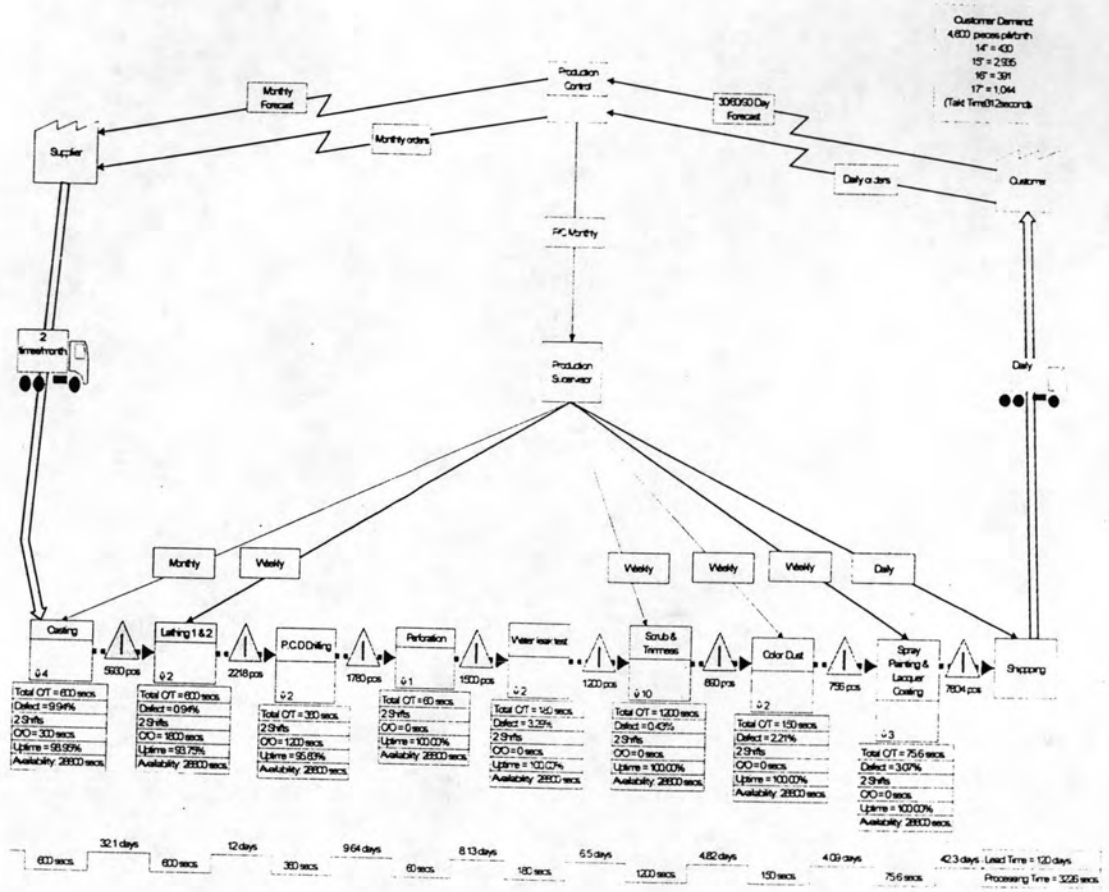 Customer Demand:
4,800 pieces p/month
14" = 430
15" = 2,935
16" = 391
17" = 1,044
(Takt Time 312 seconds
Production
Control
Monthly
Forecast
30/60/90 Day
Forecast
Monthly orders
Supplier
Customer
Daily orders
P/C Monthly
2
times/month
Production
Supervisor
Daily
Monthly
Weekly
Weekly
Weekly
Weekly
Daily
Casting
4
Total C/T = 600 secs.
Defect = 9.94%
2 Shifts
C/O = 300 secs.
Uptime = 98.95%
Availability: 28800 secs.
5930 pcs
Lathing 1 & 2
2
Total C/T = 600 secs.
Defect = 0.94%
2 Shifts
C/O = 1800 secs.
Uptime = 93.75%
Availability: 28800 secs.
2218 pcs
P.C.D Drilling
2
Total C/T = 360 secs.
2 Shifts
C/O = 1200 secs.
Uptime = 95.83%
Availability: 28800 secs.
1780 pcs
Perforation
1
Total C/T = 60 secs.
2 Shifts
C/O = 0 secs.
Uptime = 100.00%
Availability: 28800 secs.
1500 pcs
Water leak test
2
Total C/T = 180 secs.
Defect = 3.29%
2 Shifts
C/O = 0 secs.
Uptime = 100.00%
Availability: 28800 secs.
1200 pcs
Scrub &
Trimness
10
Total C/T = 1200 secs.
Defect = 0.43%
2 Shifts
C/O = 0 secs.
Uptime = 100.00%
Availability: 28800 secs.
890 pcs
Color Dust
2
Total C/T = 150 secs.
Defect = 2.21%
2 Shifts
C/O = 0 secs.
Uptime = 100.00%
Availability: 28800 secs.
756 pcs
Spray
Painting &
Lacquer
Coating
3
Total C/T = 75.6 secs.
Defect = 3.07%
2 Shifts
C/O = 0 secs.
Uptime = 100.00%
Availability: 28800 secs.
7804 pcs
Shipping
32.1 days
12 days
9.64 days
8.13 days
6.5 days
4.82 days
4.09 days
42.3 days
Lead Time = 120 days
600 secs.
600 secs.
360 secs.
60 secs.
180 secs.
1200 secs.
150 secs.
75.6 secs.
Processing Time = 3226 secs.